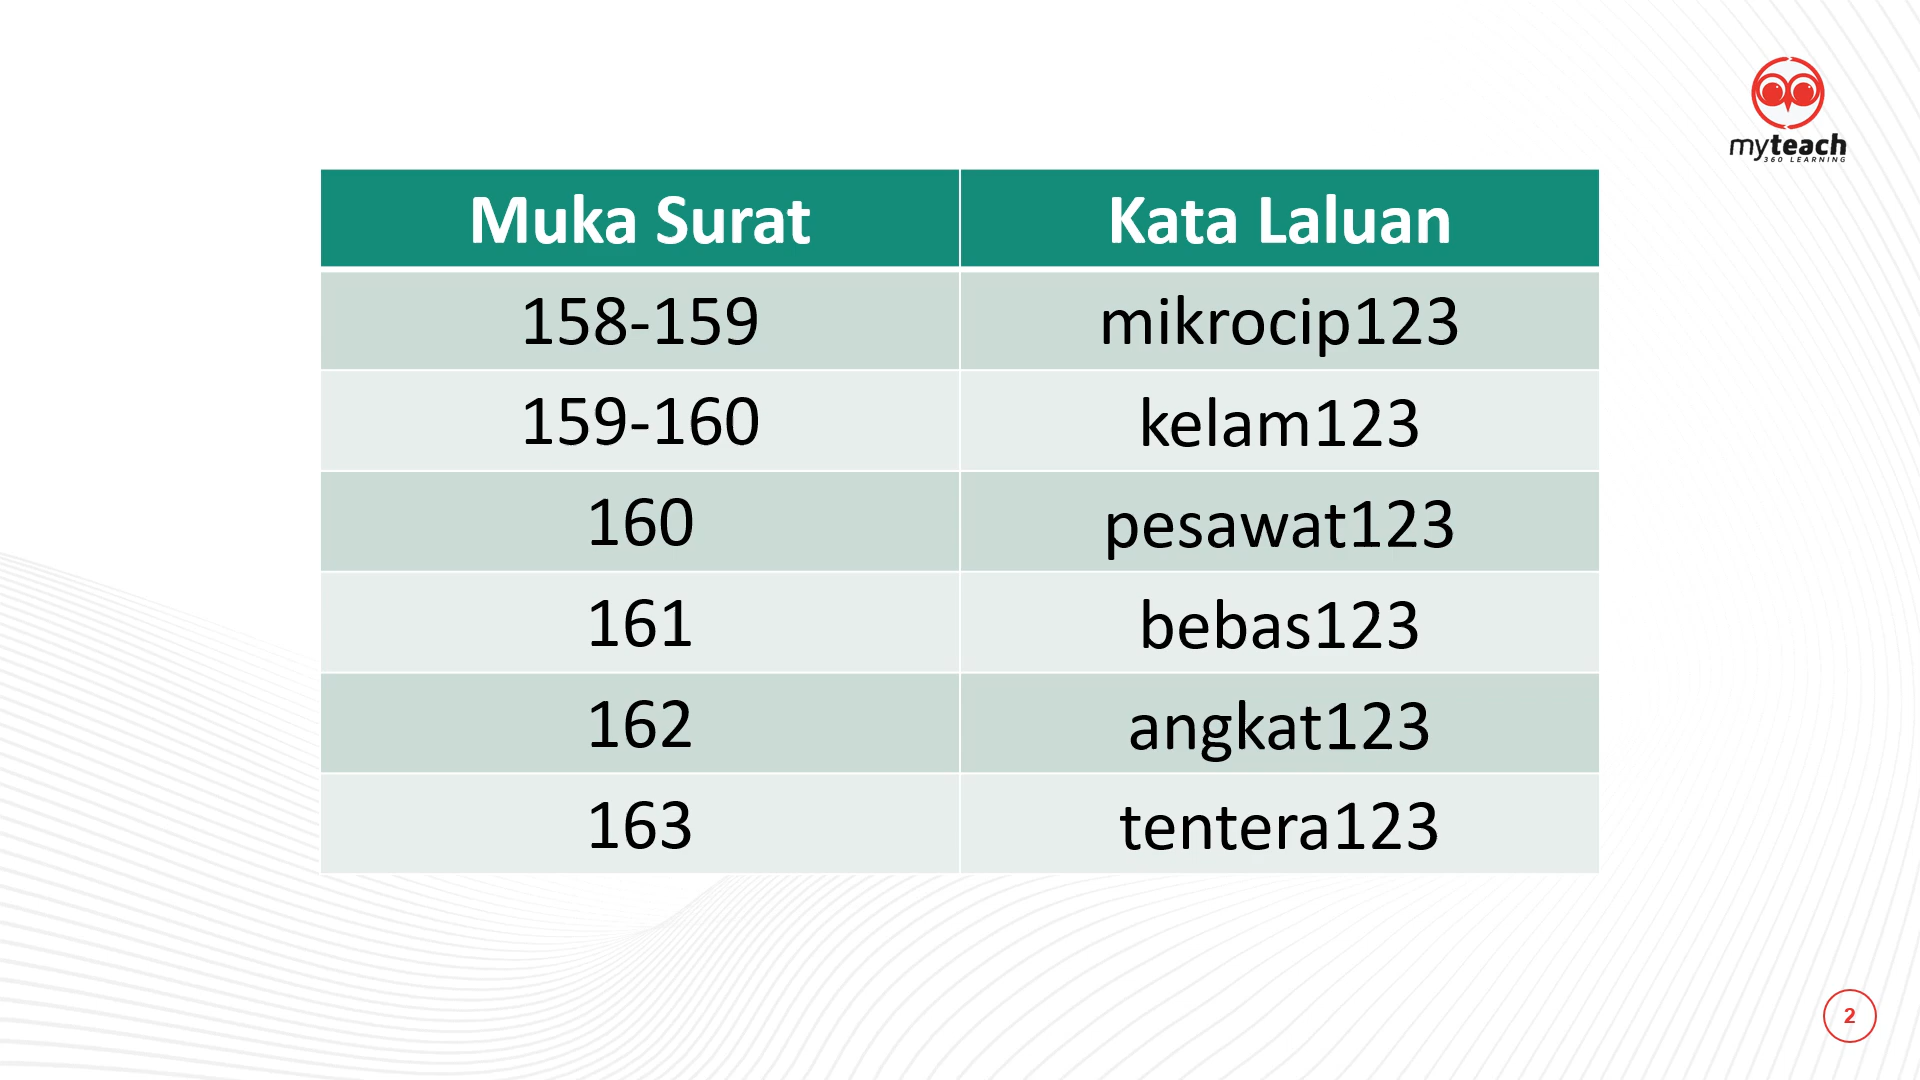 myteach
360 LEARNING
Muka Surat Kata Laluan
158-159 mikrocip123
159-160 kelam123
160 pesawat123
161 bebas123
162 angkat123
163 tentera123
2